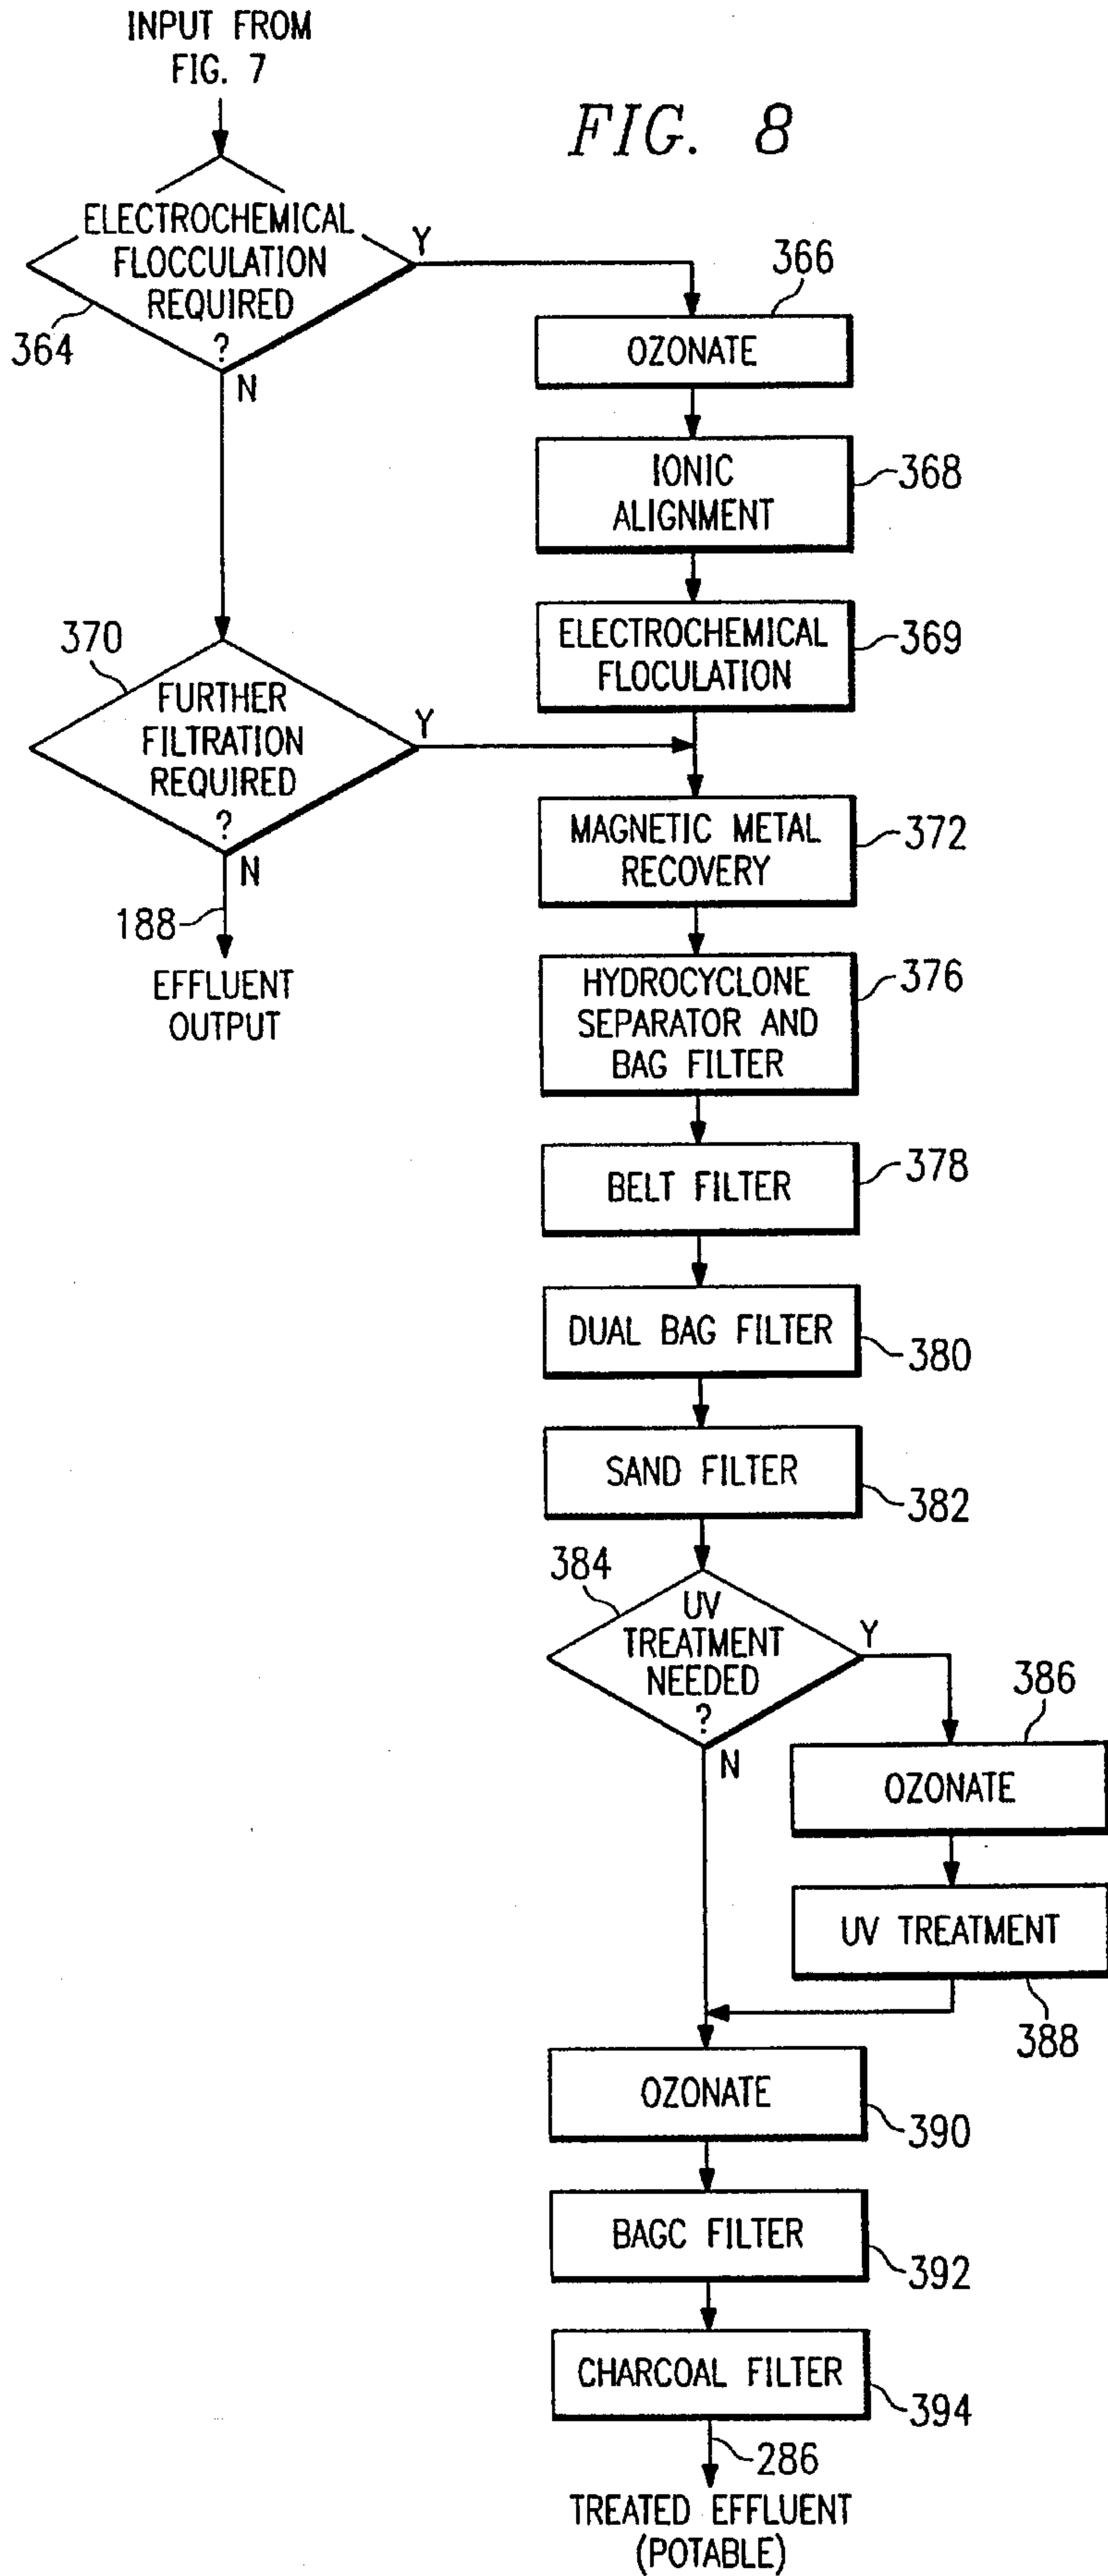 INPUT FROM
FIG. 7
FIG. 8
ELECTROCHEMICAL
FLOCCULATION
REQUIRED
?
Y
N
364
366
OZONATE
IONIC
ALIGNMENT
368
ELECTROCHEMICAL
FLOCULATION
369
370
FURTHER
FILTRATION
REQUIRED
?
Y
N
188
EFFLUENT
OUTPUT
MAGNETIC METAL
RECOVERY
372
HYDROCYCLONE
SEPARATOR AND
BAG FILTER
376
BELT FILTER
378
DUAL BAG FILTER
380
SAND FILTER
382
384
UV
TREATMENT
NEEDED
?
Y
N
386
OZONATE
UV TREATMENT
388
OZONATE
390
BAGC FILTER
392
CHARCOAL FILTER
394
286
TREATED EFFLUENT
(POTABLE)